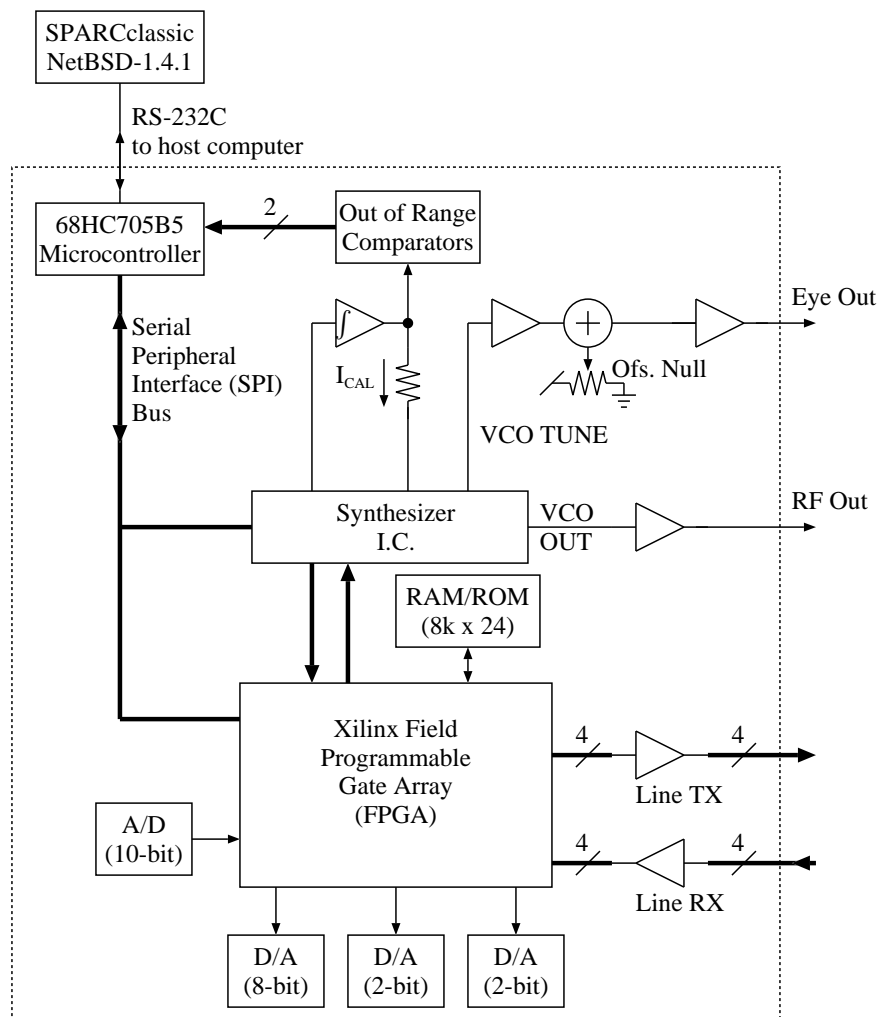 SPARCclassic
NetBSD-1.4.1
RS-232C
to host computer
68HC705B5
Microcontroller
2
Out of Range
Comparators
Serial
Peripheral
Interface (SPI)
Bus
∫
I CAL
+
Ofs. Null
Eye Out
VCO TUNE
Synthesizer
I.C.
VCO
OUT
RF Out
RAM/ROM
(8k x 24)
Xilinx Field
Programmable
Gate Array
(FPGA)
4
4
Line TX
A/D
(10-bit)
4
4
Line RX
D/A
(8-bit)
D/A
(2-bit)
D/A
(2-bit)